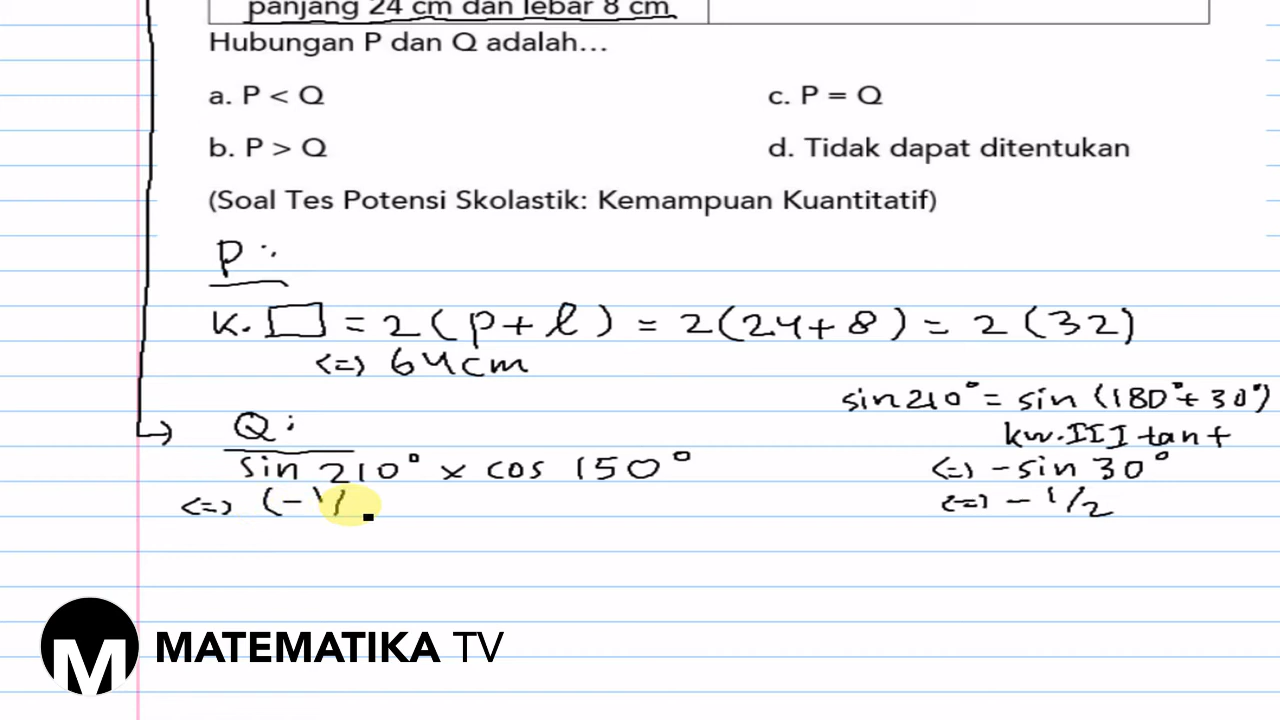 panjang 24 cm dan lebar 8 cm
Hubungan P dan Q adalah...
a. P < Q
c. P = Q
b. P > Q
d. Tidak dapat ditentukan
(Soal Tes Potensi Skolastik: Kemampuan Kuantitatif)
P :
K. □ = 2 (p + l) = 2 (24 + 8) = 2 (32)
<=> 64 cm
Q :
sin 210° x cos 150°
<=> (- 1/
sin 210° = sin (180° + 30°)
kw. III tan +
<=> - sin 30°
<=> - 1/2
M MATEMATIKA TV